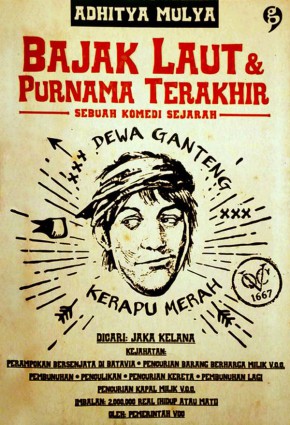 ADHITYA MULYA
g
BAJAK LAUT &
PURNAMA TERAKHIR
SEBUAH KOMEDI SEJARAH
DEWA GANTENG
XXX
XXX
KERAPU MERAH
VOC
1667
DICARI: JAKA KELANA
KEJAHATAN:
PERAMPOKAN BERSENJATA DI BATAVIA • PENCURIAN BARANG BERHARGA MILIK V.O.G.
PEMBUNUHAN • PENCULIKAN • PENCURIAN KERETA • PEMBUNUHAN LAGI
PENCURIAN KAPAL MILIK V.O.G.
IMBALAN: 2.000.000 REAL (HIDUP ATAU MATI)
OLEH: PEMERINTAH VOG